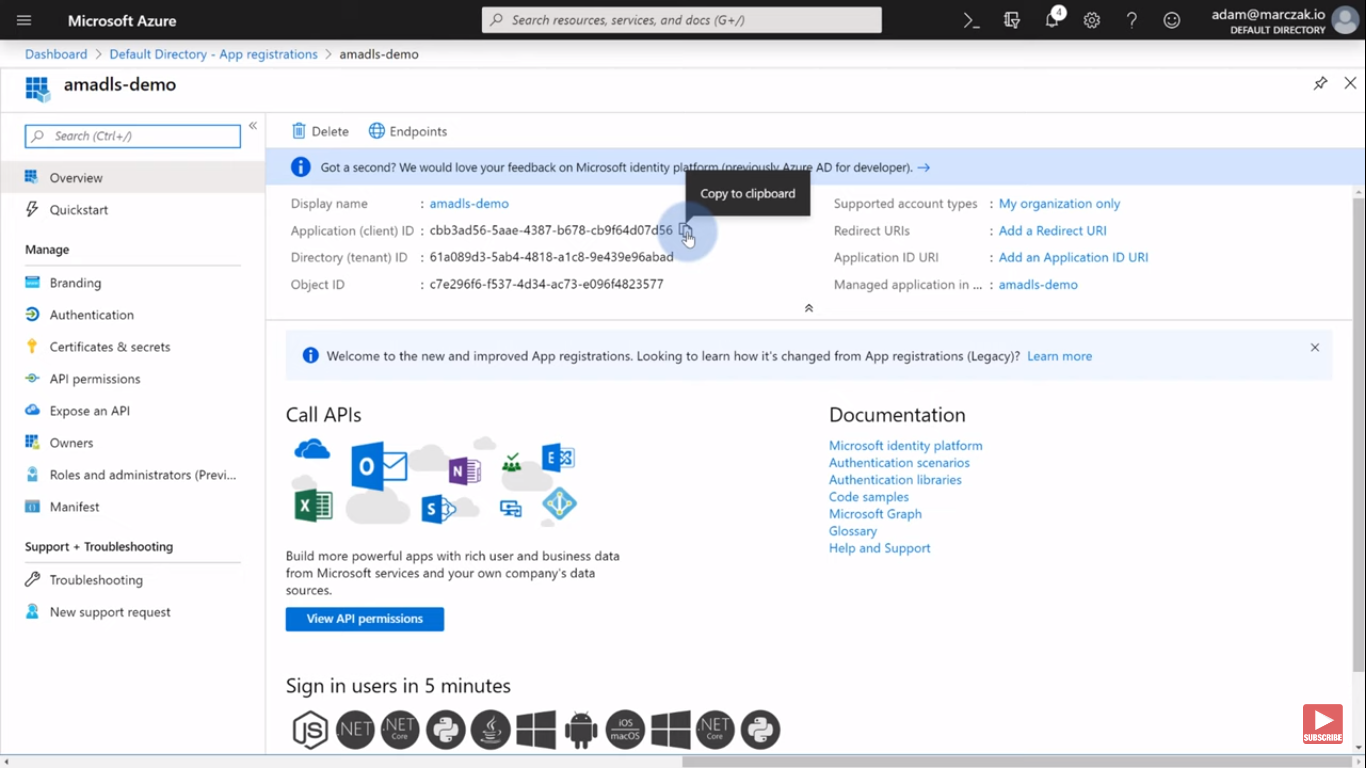 Microsoft Azure
Search resources, services, and docs (G+/)
4
adam@marczak.io
DEFAULT DIRECTORY
Dashboard > Default Directory - App registrations > amadls-demo
amadls-demo
Search (Ctrl+/)
«
Overview
Quickstart
Manage
Branding
Authentication
Certificates & secrets
API permissions
Expose an API
Owners
Roles and administrators (Previ...
Manifest
Support + Troubleshooting
Troubleshooting
New support request
Delete
Endpoints
Got a second? We would love your feedback on Microsoft identity platform (previously Azure AD for developer). →
Copy to clipboard
Display name : amadls-demo
Application (client) ID : cbb3ad56-5aae-4387-b678-cb9f64d07d56
Directory (tenant) ID : 61a089d3-5ab4-4818-a1c8-9e439e96abad
Object ID : c7e296f6-f537-4d34-ac73-e096f4823577
Supported account types : My organization only
Redirect URIs : Add a Redirect URI
Application ID URI : Add an Application ID URI
Managed application in ... : amadls-demo
Welcome to the new and improved App registrations. Looking to learn how it's changed from App registrations (Legacy)? Learn more
Call APIs
O
N
E
X
S
Build more powerful apps with rich user and business data
from Microsoft services and your own company's data
sources.
View API permissions
Documentation
Microsoft identity platform
Authentication scenarios
Authentication libraries
Code samples
Microsoft Graph
Glossary
Help and Support
Sign in users in 5 minutes
JS
.NET
.NET
Core
iOS
macOS
.NET
Core
SUBSCRIBE